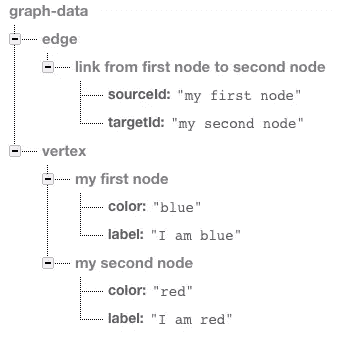 graph-data
edge
link from first node to second node
sourceId: "my first node"
targetId: "my second node"
vertex
my first node
color: "blue"
label: "I am blue"
my second node
color: "red"
label: "I am red"